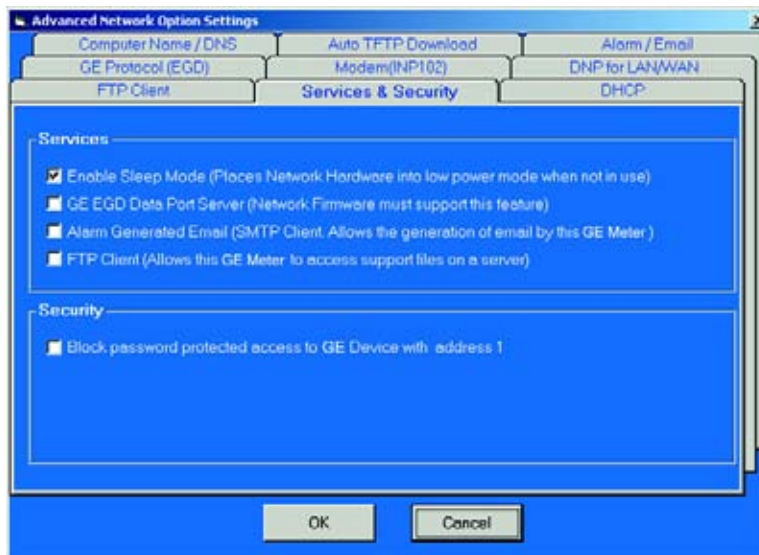 Advanced Network Option Settings
Computer Name / DNS
Auto TFTP Download
Alarm / Email
GE Protocol (EGD)
Modem(INP102)
DNP for LAN/WAN
FTP Client
Services & Security
DHCP
Services
Enable Sleep Mode (Places Network Hardware into low power mode when not in use)
GE EGD Data Port Server (Network Firmware must support this feature)
Alarm Generated Email (SMTP Client. Allows the generation of email by this GE Meter )
FTP Client (Allows this GE Meter to access support files on a server)
Security
Block password protected access to GE Device with address 1
OK
Cancel